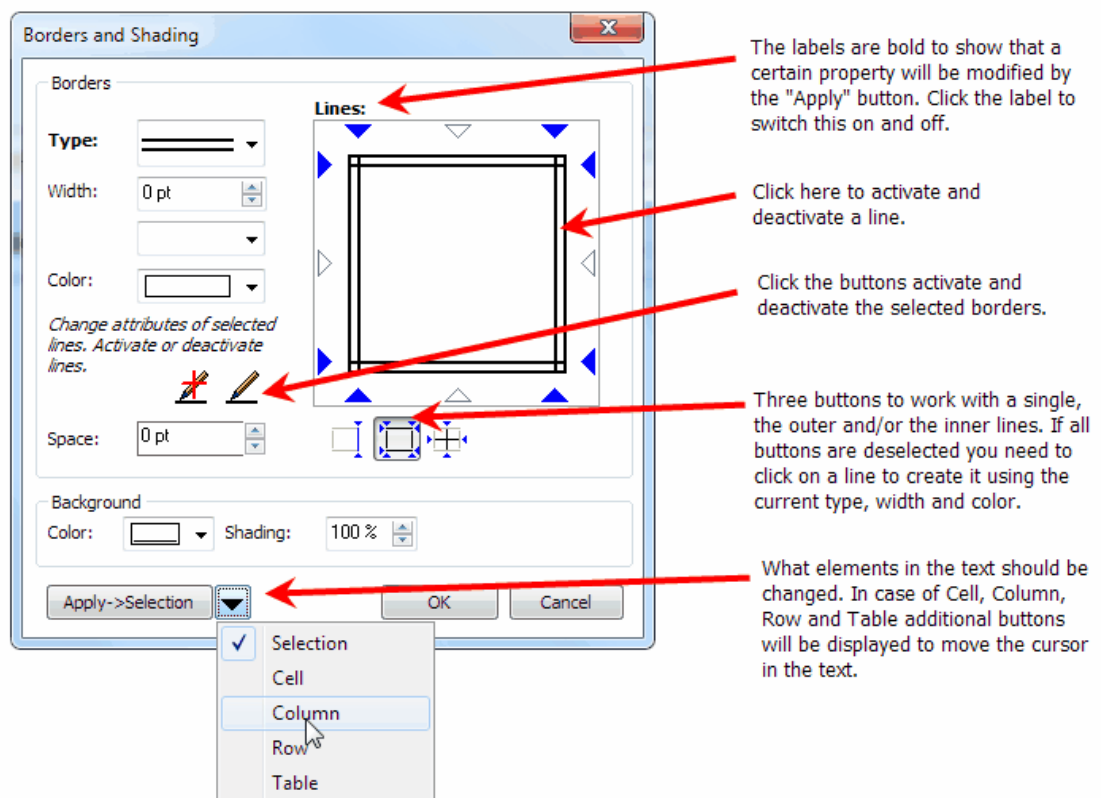 Borders and Shading
Borders
Lines:
Type:
Width:
0 pt
Color:
Change attributes of selected
lines. Activate or deactivate
lines.
Space:
0 pt
Background
Color:
Shading:
100 %
Apply->Selection
OK
Cancel
Selection
Cell
Column
Row
Table
The labels are bold to show that a
certain property will be modified by
the "Apply" button. Click the label to
switch this on and off.
Click here to activate and
deactivate a line.
Click the buttons activate and
deactivate the selected borders.
Three buttons to work with a single,
the outer and/or the inner lines. If all
buttons are deselected you need to
click on a line to create it using the
current type, width and color.
What elements in the text should be
changed. In case of Cell, Column,
Row and Table additional buttons
will be displayed to move the cursor
in the text.